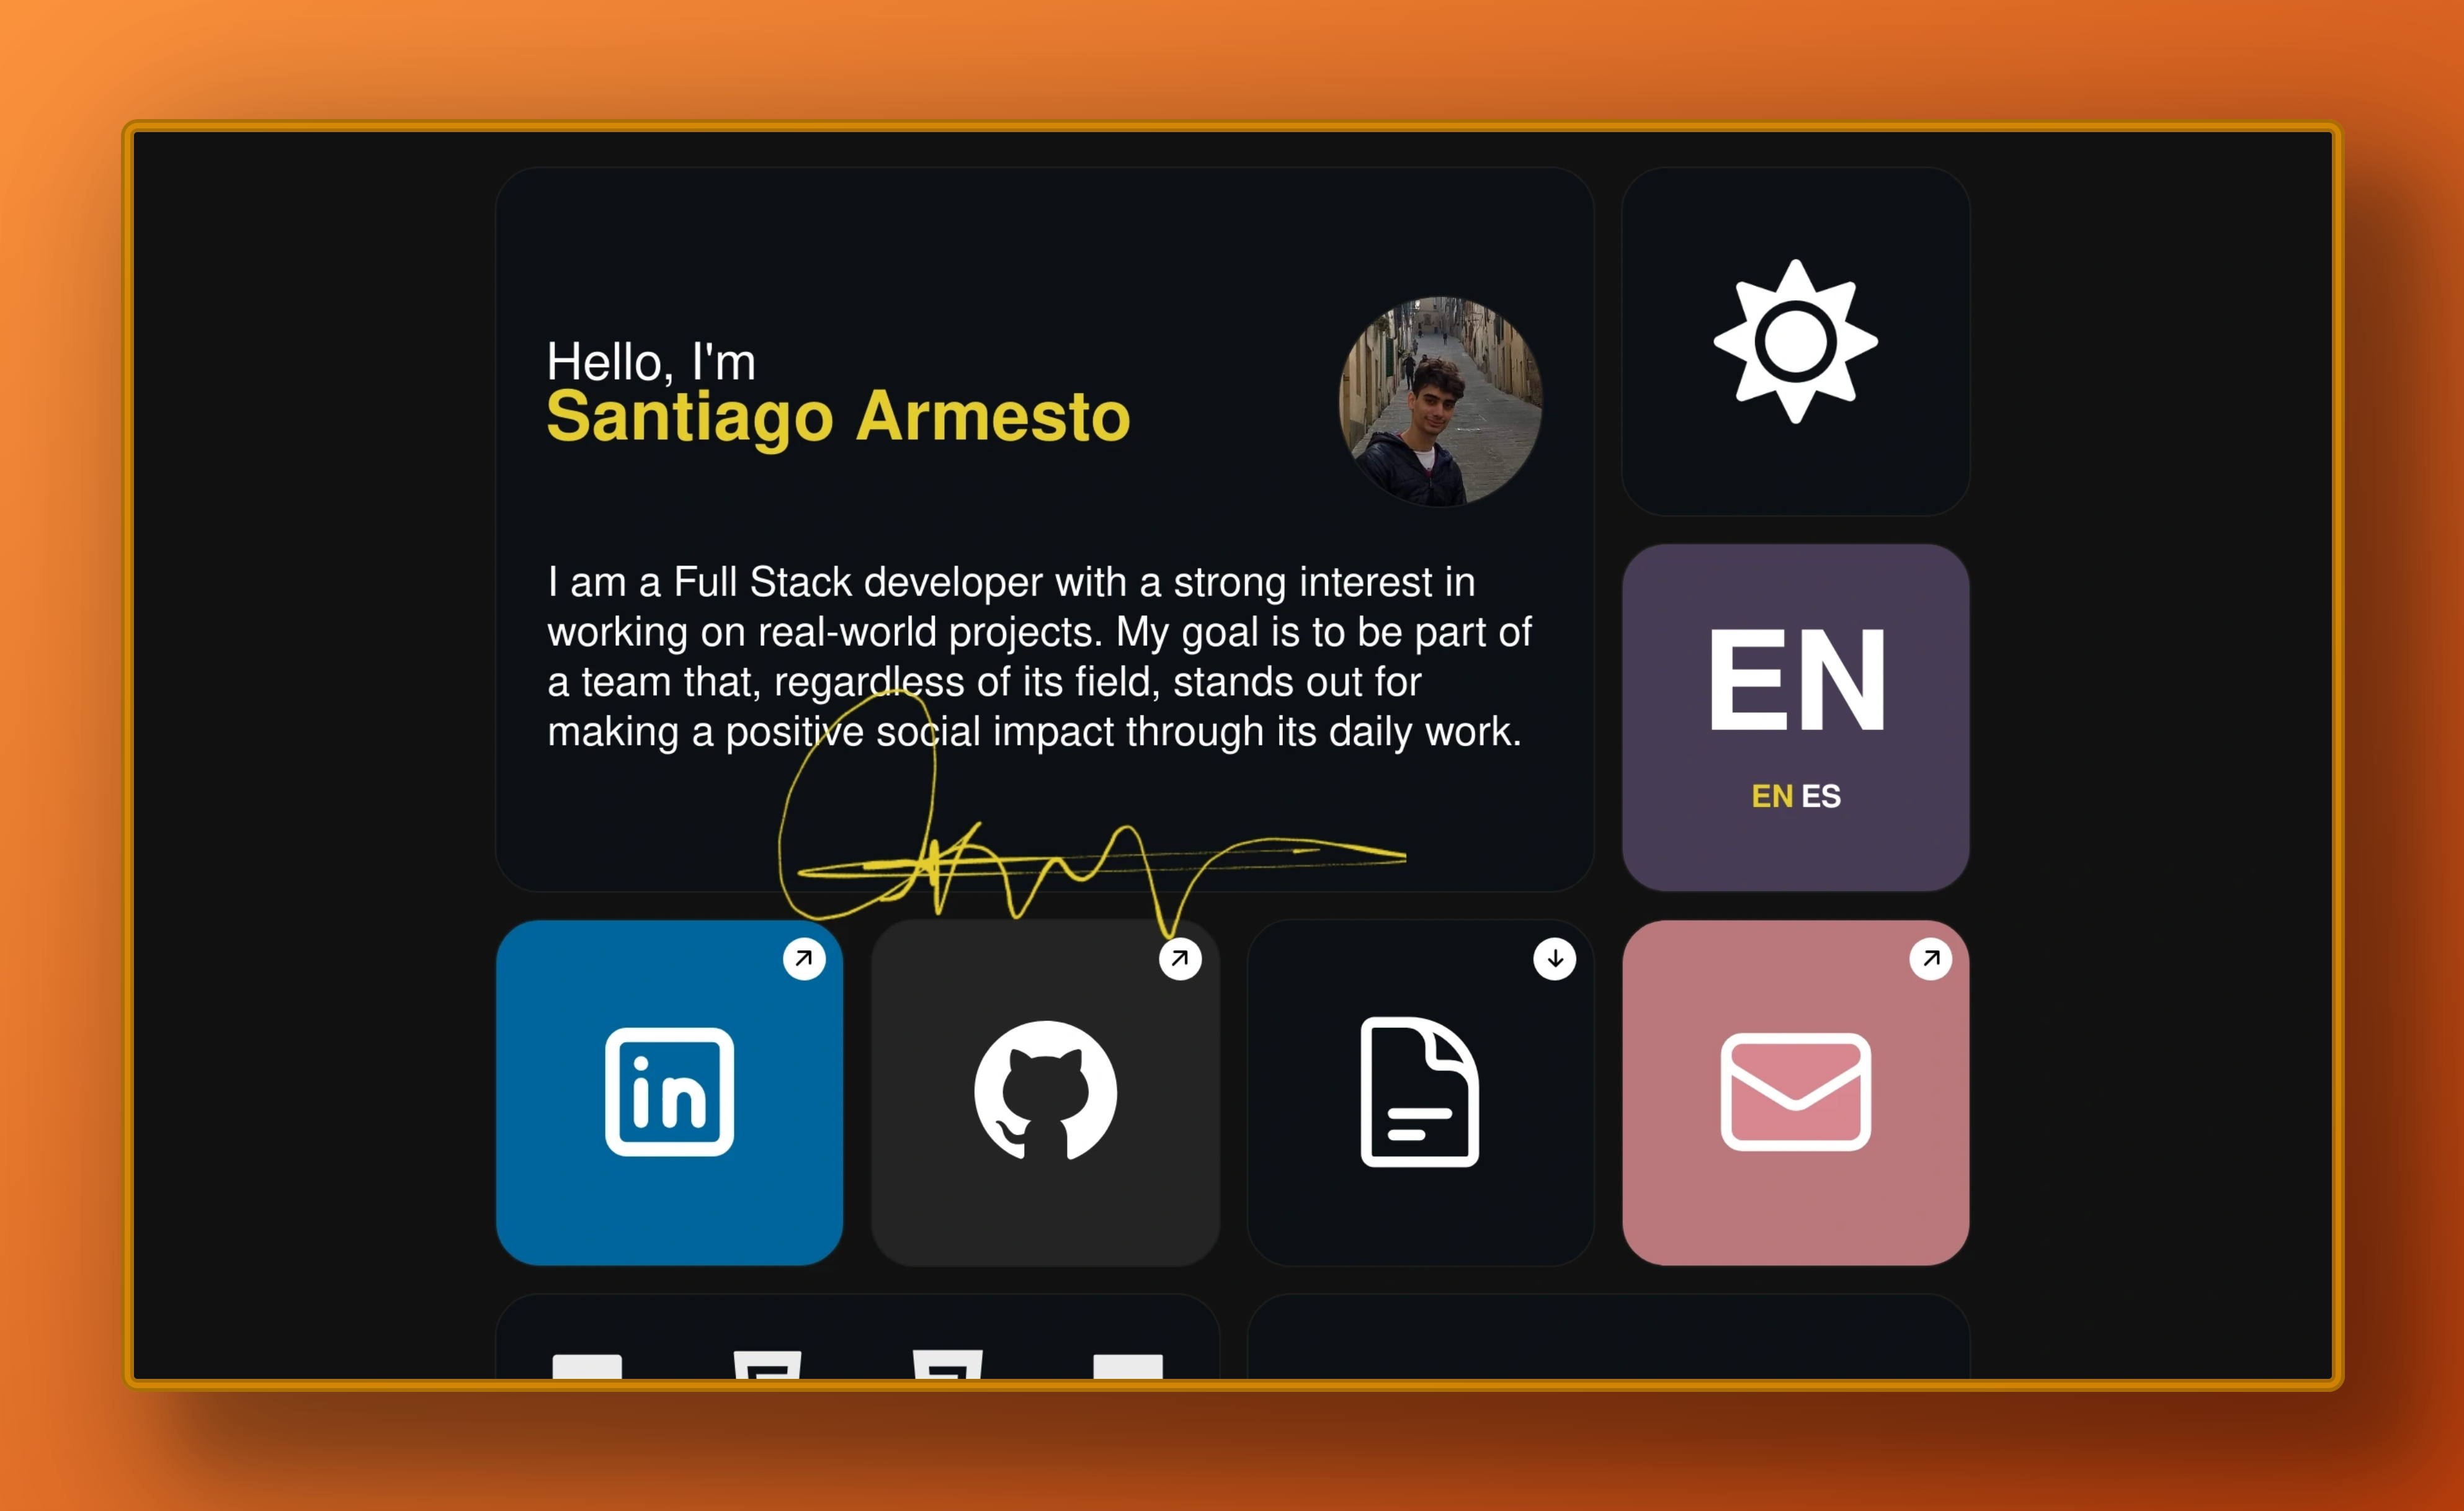 Hello, I'm
Santiago Armesto
I am a Full Stack developer with a strong interest in
working on real-world projects. My goal is to be part of
a team that, regardless of its field, stands out for
making a positive social impact through its daily work.
EN
EN ES
in